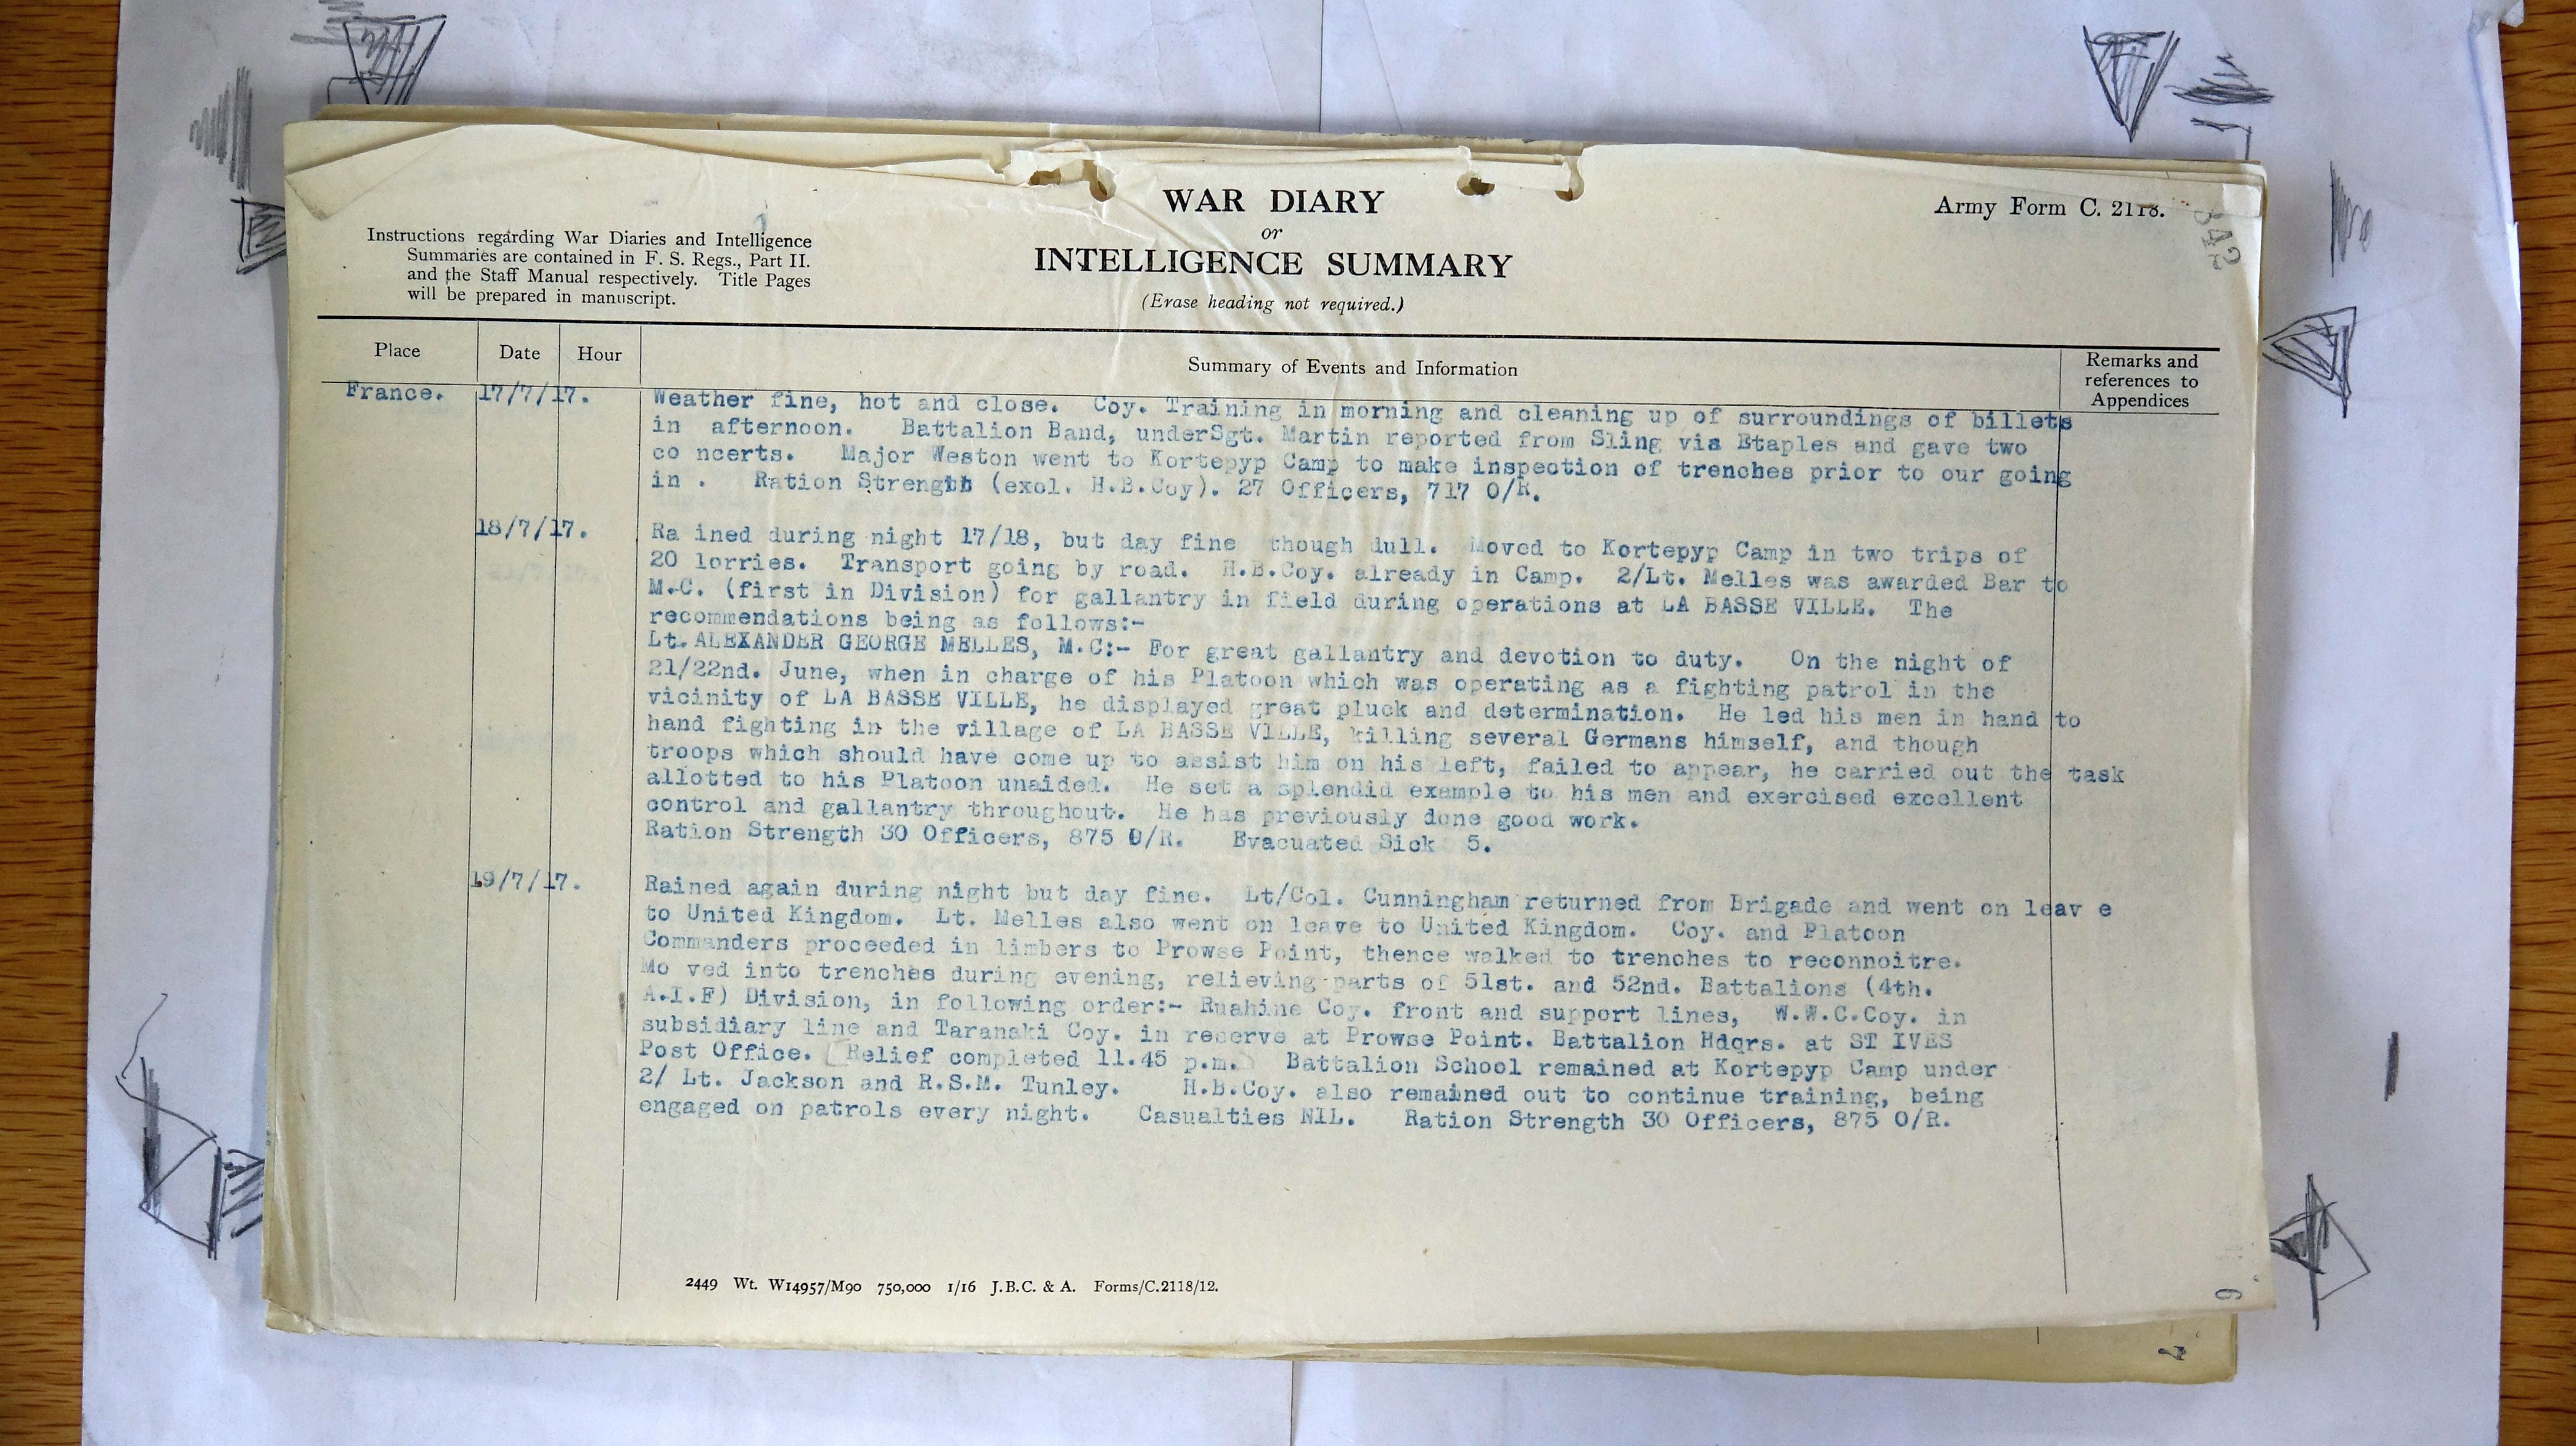 WAR DIARY
or
INTELLIGENCE SUMMARY
(Erase heading not required.)
Army Form C. 2118.
342
Instructions regarding War Diaries and Intelligence
Summaries are contained in F. S. Regs., Part II.
and the Staff Manual respectively. Title Pages
will be prepared in manuscript.
Place Date Hour Summary of Events and Information Remarks and
references to
Appendices
France. 17/7/17. Weather fine, hot and close. Coy. Training in morning and cleaning up of surroundings of billets
in afternoon. Battalion Band, underSgt. Martin reported from Sling via Etaples and gave two
co ncerts. Major Weston went to Kortepyp Camp to make inspection of trenches prior to our going
in . Ration Strength (excl. H.B.Coy). 27 Officers, 717 O/R.
18/7/17. Ra ined during night 17/18, but day fine though dull. Moved to Kortepyp Camp in two trips of
20 lorries. Transport going by road. H.B.Coy. already in Camp. 2/Lt. Melles was awarded Bar to
M.C. (first in Division) for gallantry in field during operations at LA BASSE VILLE. The
recommendations being as follows:-
Lt. ALEXANDER GEORGE MELLES, M.C:- For great gallantry and devotion to duty. On the night of
21/22nd. June, when in charge of his Platoon which was operating as a fighting patrol in the
vicinity of LA BASSE VILLE, he displayed great pluck and determination. He led his men in hand to
hand fighting in the village of LA BASSE VILLE, killing several Germans himself, and though
troops which should have come up to assist him on his left, failed to appear, he carried out the task
allotted to his Platoon unaided. He set a splendid example to his men and exercised excellent
control and gallantry throughout. He has previously done good work.
Ration Strength 30 Officers, 875 O/R. Evacuated Sick 5.
19/7/17. Rained again during night but day fine. Lt/Col. Cunningham returned from Brigade and went on leav e
to United Kingdom. Lt. Melles also went on leave to United Kingdom. Coy. and Platoon
Commanders proceeded in limbers to Prowse Point, thence walked to trenches to reconnoitre.
Mo ved into trenches during evening, relieving parts of 51st. and 52nd. Battalions (4th.
A.I.F) Division, in following order:- Ruahine Coy. front and support lines, W.W.C.Coy. in
subsidiary line and Taranaki Coy. in reserve at Prowse Point. Battalion Hdqrs. at ST IVES
Post Office. [Relief completed 11.45 p.m. Battalion School remained at Kortepyp Camp under
2/ Lt. Jackson and R.S.M. Tunley. H.B.Coy. also remained out to continue training, being
engaged on patrols every night. Casualties NIL. Ration Strength 30 Officers, 875 O/R.
2449 Wt. W14957/M90 750,000 1/16 J.B.C. & A. Forms/C.2118/12.
6
7